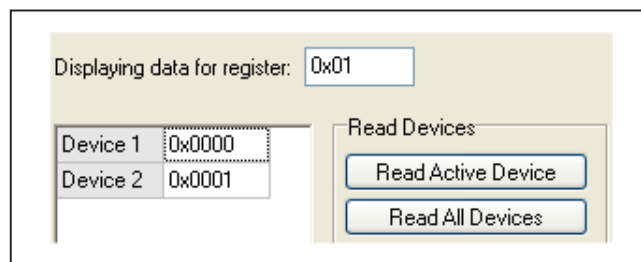 Displaying data for register: 0x01
Device 1 0x0000
Device 2 0x0001
Read Devices
Read Active Device
Read All Devices